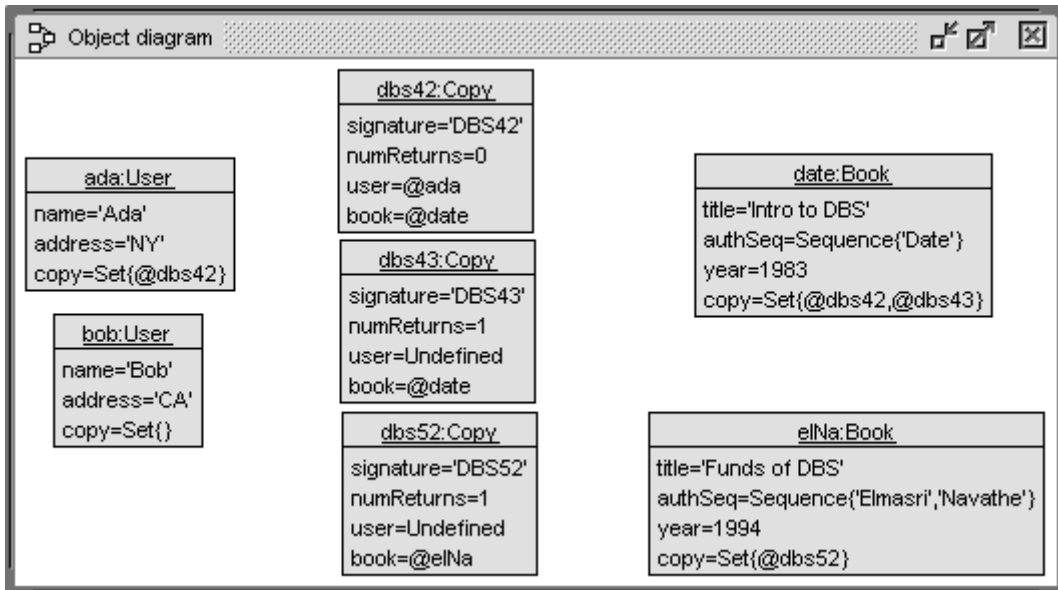 Object diagram
ada:User
name='Ada'
address='NY'
copy=Set{@dbs42}
bob:User
name='Bob'
address='CA'
copy=Set{}
dbs42:Copy
signature='DBS42'
numReturns=0
user=@ada
book=@date
dbs43:Copy
signature='DBS43'
numReturns=1
user=Undefined
book=@date
dbs52:Copy
signature='DBS52'
numReturns=1
user=Undefined
book=@elNa
date:Book
title='Intro to DBS'
authSeq=Sequence{'Date'}
year=1983
copy=Set{@dbs42,@dbs43}
elNa:Book
title='Funds of DBS'
authSeq=Sequence{'Elmasri','Navathe'}
year=1994
copy=Set{@dbs52}